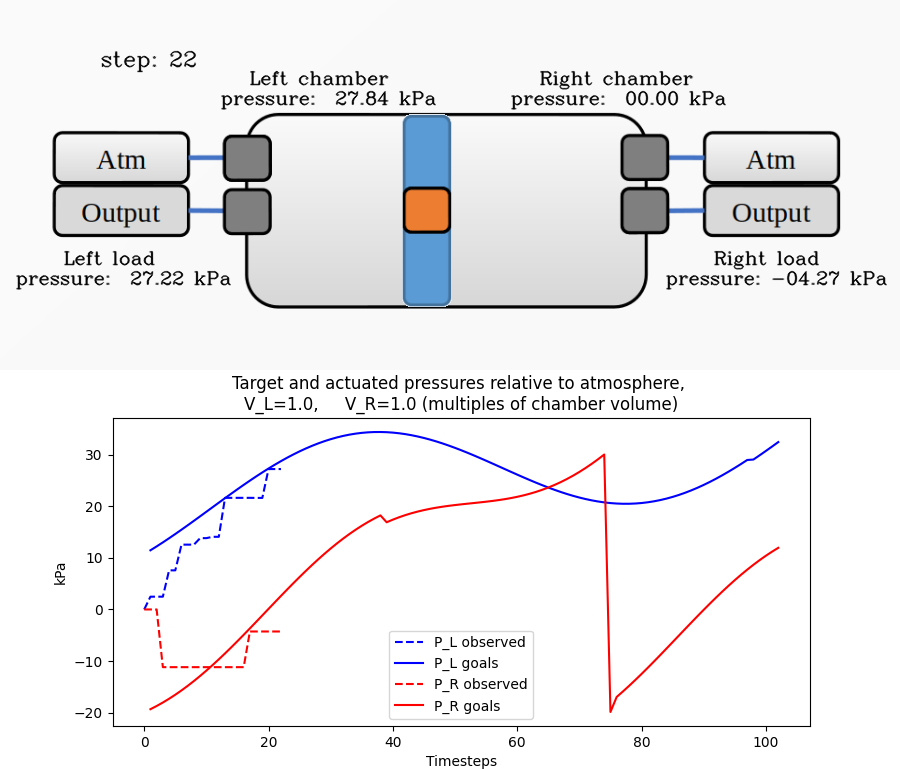 step: 22
Left chamber
pressure:  27.84 kPa
Right chamber
pressure:  00.00 kPa
Atm
Atm
Output
Output
Left load
pressure:  27.22 kPa
Right load
pressure: −04.27 kPa
Target and actuated pressures relative to atmosphere,
V_L=1.0,     V_R=1.0 (multiples of chamber volume)
kPa
30
20
10
0
−10
−20
P_L observed
P_L goals
P_R observed
P_R goals
0 20 40 60 80 100
Timesteps